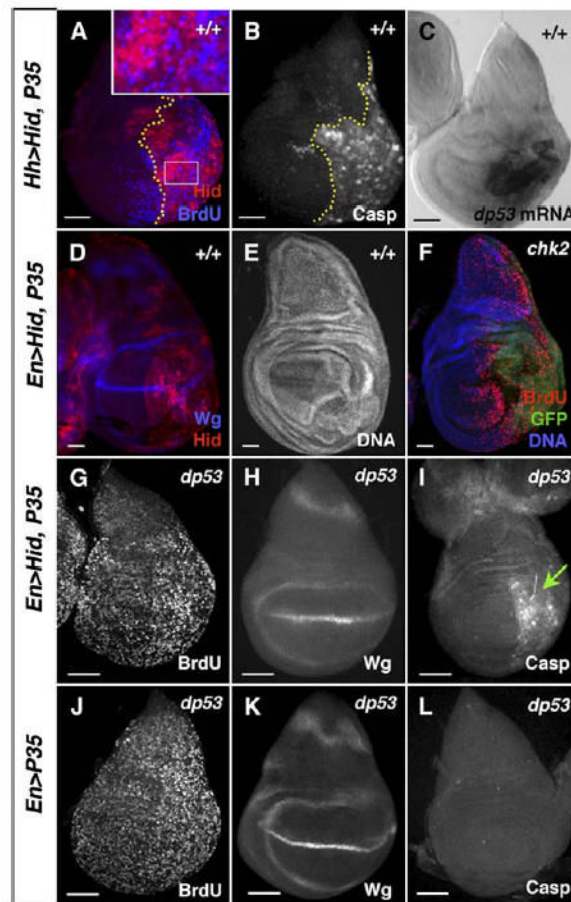 Hh>Hid, P35
A
+/+
Hid
BrdU
B
+/+
Casp
C
+/+
dp53 mRNA
En>Hid, P35
D
+/+
Wg
Hid
E
+/+
DNA
F
chk2
BrdU
GFP
DNA
En>Hid, P35
G
dp53
BrdU
H
dp53
Wg
I
dp53
Casp
En>P35
J
dp53
BrdU
K
dp53
Wg
L
dp53
Casp